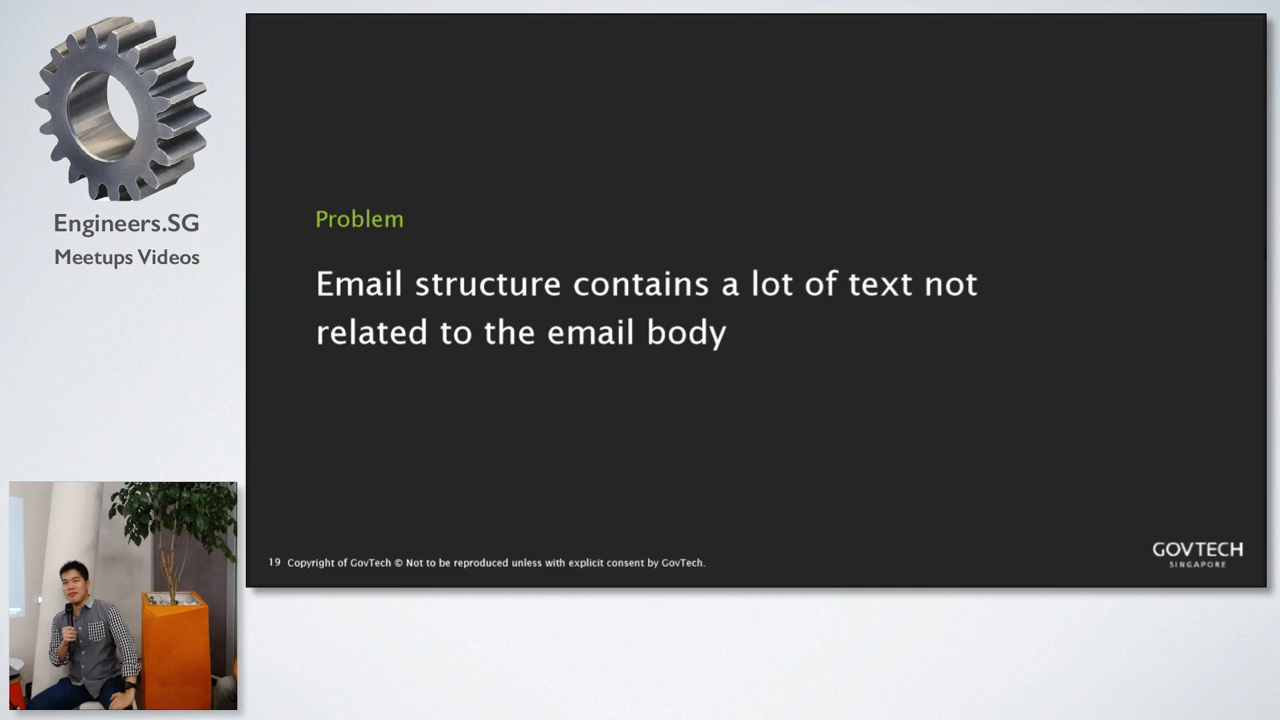 Engineers.SG
Meetups Videos
Problem
Email structure contains a lot of text not
related to the email body
19 Copyright of GovTech © Not to be reproduced unless with explicit consent by GovTech.
GOVTECH
SINGAPORE